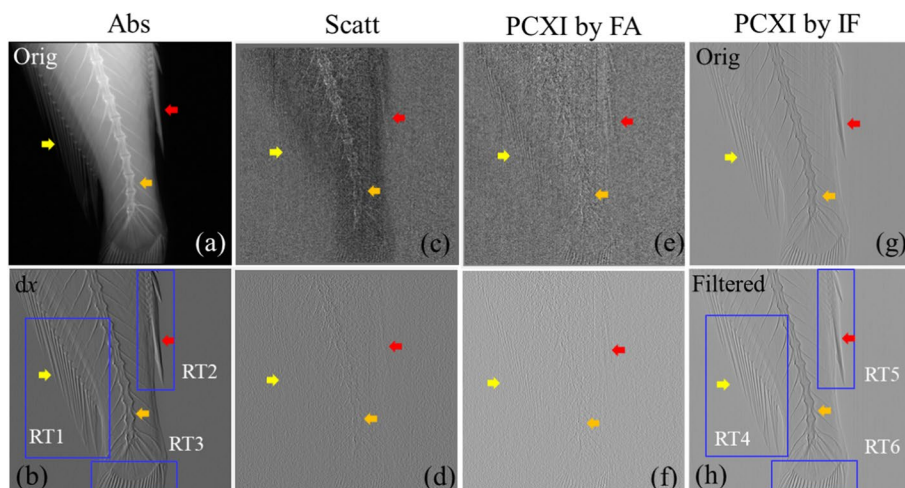 Abs
Scatt
PCXI by FA
PCXI by IF
Orig
(a)
(c)
(e)
Orig
(g)
dx
RT1
RT2
RT3
(b)
(d)
(f)
Filtered
RT4
RT5
RT6
(h)